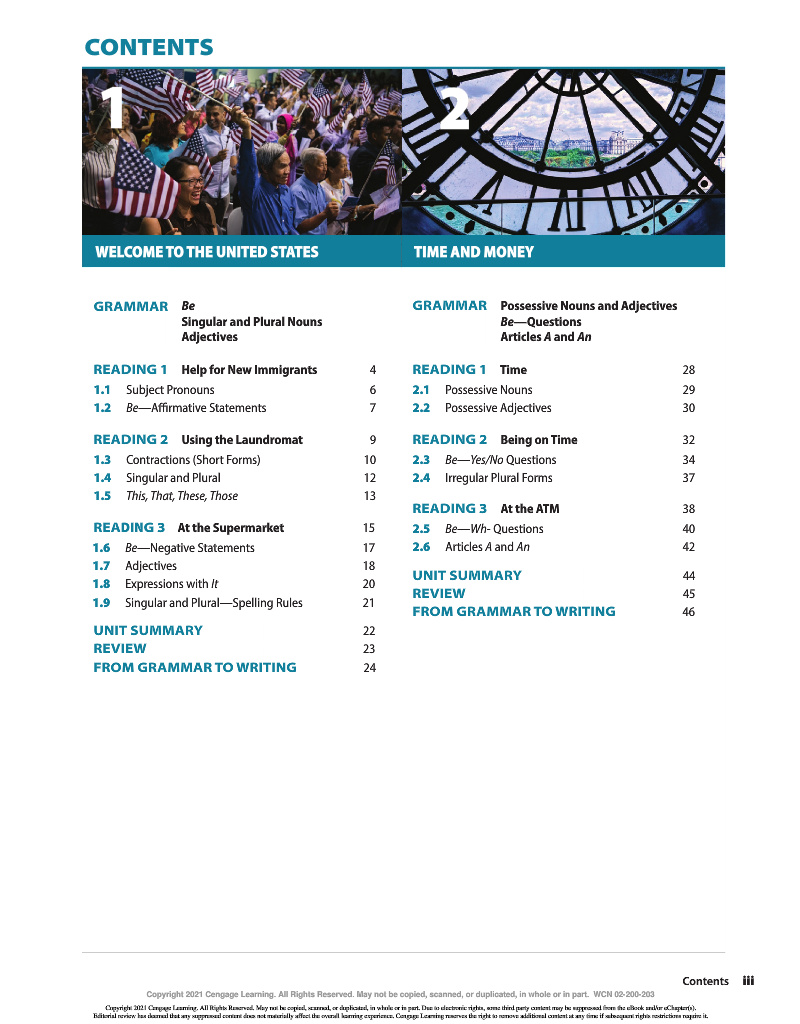 CONTENTS
1
WELCOME TO THE UNITED STATES
GRAMMAR Be
Singular and Plural Nouns
Adjectives
READING 1 Help for New Immigrants 4
1.1 Subject Pronouns 6
1.2 Be—Affirmative Statements 7
READING 2 Using the Laundromat 9
1.3 Contractions (Short Forms) 10
1.4 Singular and Plural 12
1.5 This, That, These, Those 13
READING 3 At the Supermarket 15
1.6 Be—Negative Statements 17
1.7 Adjectives 18
1.8 Expressions with It 20
1.9 Singular and Plural—Spelling Rules 21
UNIT SUMMARY 22
REVIEW 23
FROM GRAMMAR TO WRITING 24
2
TIME AND MONEY
GRAMMAR Possessive Nouns and Adjectives
Be—Questions
Articles A and An
READING 1 Time 28
2.1 Possessive Nouns 29
2.2 Possessive Adjectives 30
READING 2 Being on Time 32
2.3 Be—Yes/No Questions 34
2.4 Irregular Plural Forms 37
READING 3 At the ATM 38
2.5 Be—Wh- Questions 40
2.6 Articles A and An 42
UNIT SUMMARY 44
REVIEW 45
FROM GRAMMAR TO WRITING 46
Contents iii
Copyright 2021 Cengage Learning. All Rights Reserved. May not be copied, scanned, or duplicated, in whole or in part. WCN 02-200-203
Copyright 2021 Cengage Learning. All Rights Reserved. May not be copied, scanned, or duplicated, in whole or in part. Due to electronic rights, some third party content may be suppressed from the eBook and/or eChapter(s).
Editorial review has deemed that any suppressed content does not materially affect the overall learning experience. Cengage Learning reserves the right to remove additional content at any time if subsequent rights restrictions require it.